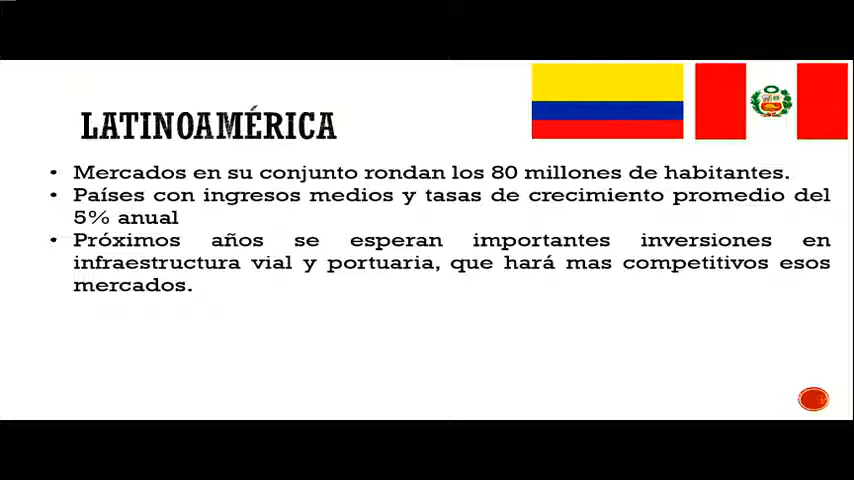 LATINOAMÉRICA
• Mercados en su conjunto rondan los 80 millones de habitantes.
• Países con ingresos medios y tasas de crecimiento promedio del
5% anual
• Próximos años se esperan importantes inversiones en
infraestructura vial y portuaria, que hará mas competitivos esos
mercados.